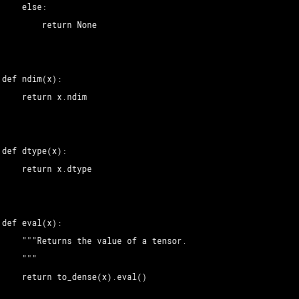 else:
        return None
def ndim(x):
    return x.ndim
def dtype(x):
    return x.dtype
def eval(x):
    """Returns the value of a tensor.
    """
    return to_dense(x).eval()